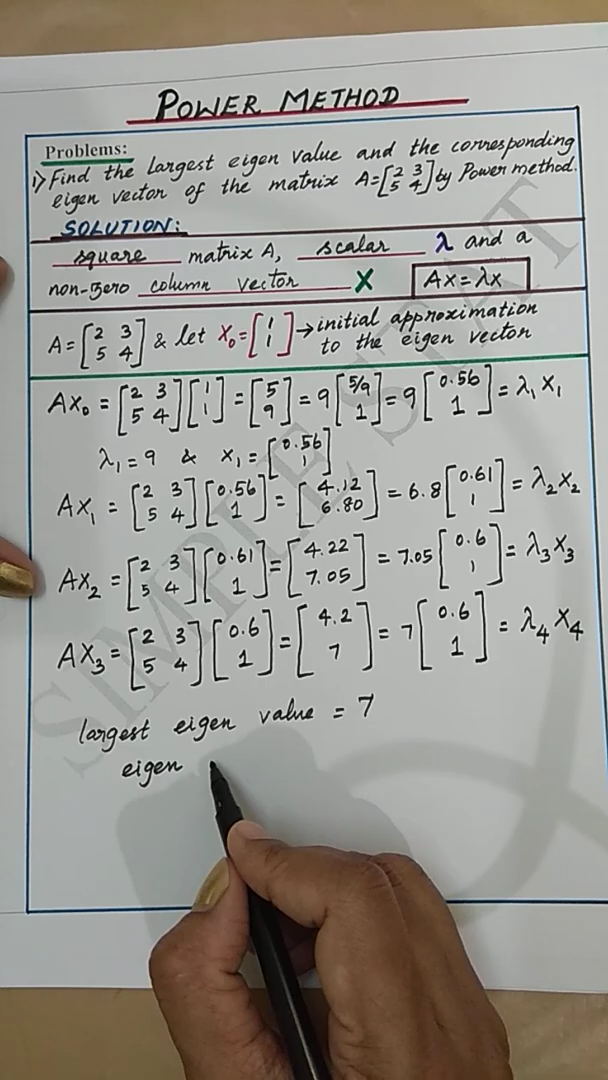 POWER METHOD
Problems:
1) Find the largest eigen value and the corresponding
eigen vector of the matrix A=[2 3 5 4] by Power method.
SOLUTION:
square matrix A, scalar λ and a
non-zero column vector X AX = λX
A = [2 3 5 4] & let X₀ = [1 1] → initial approximation
to the eigen vector
AX₀ = [2 3 5 4] [1 1] = [5 9] = 9 [5/9 1] = 9 [0.56 1] = λ₁ X₁
λ₁ = 9 & X₁ = [0.56 1]
AX₁ = [2 3 5 4] [0.56 1] = [4.12 6.80] = 6.8 [0.61 1] = λ₂X₂
AX₂ = [2 3 5 4] [0.61 1] = [4.22 7.05] = 7.05 [0.6 1] = λ₃X₃
AX₃ = [2 3 5 4] [0.6 1] = [4.2 7] = 7 [0.6 1] = λ₄ X₄
largest eigen value = 7
eigen
SIMPLE STAT